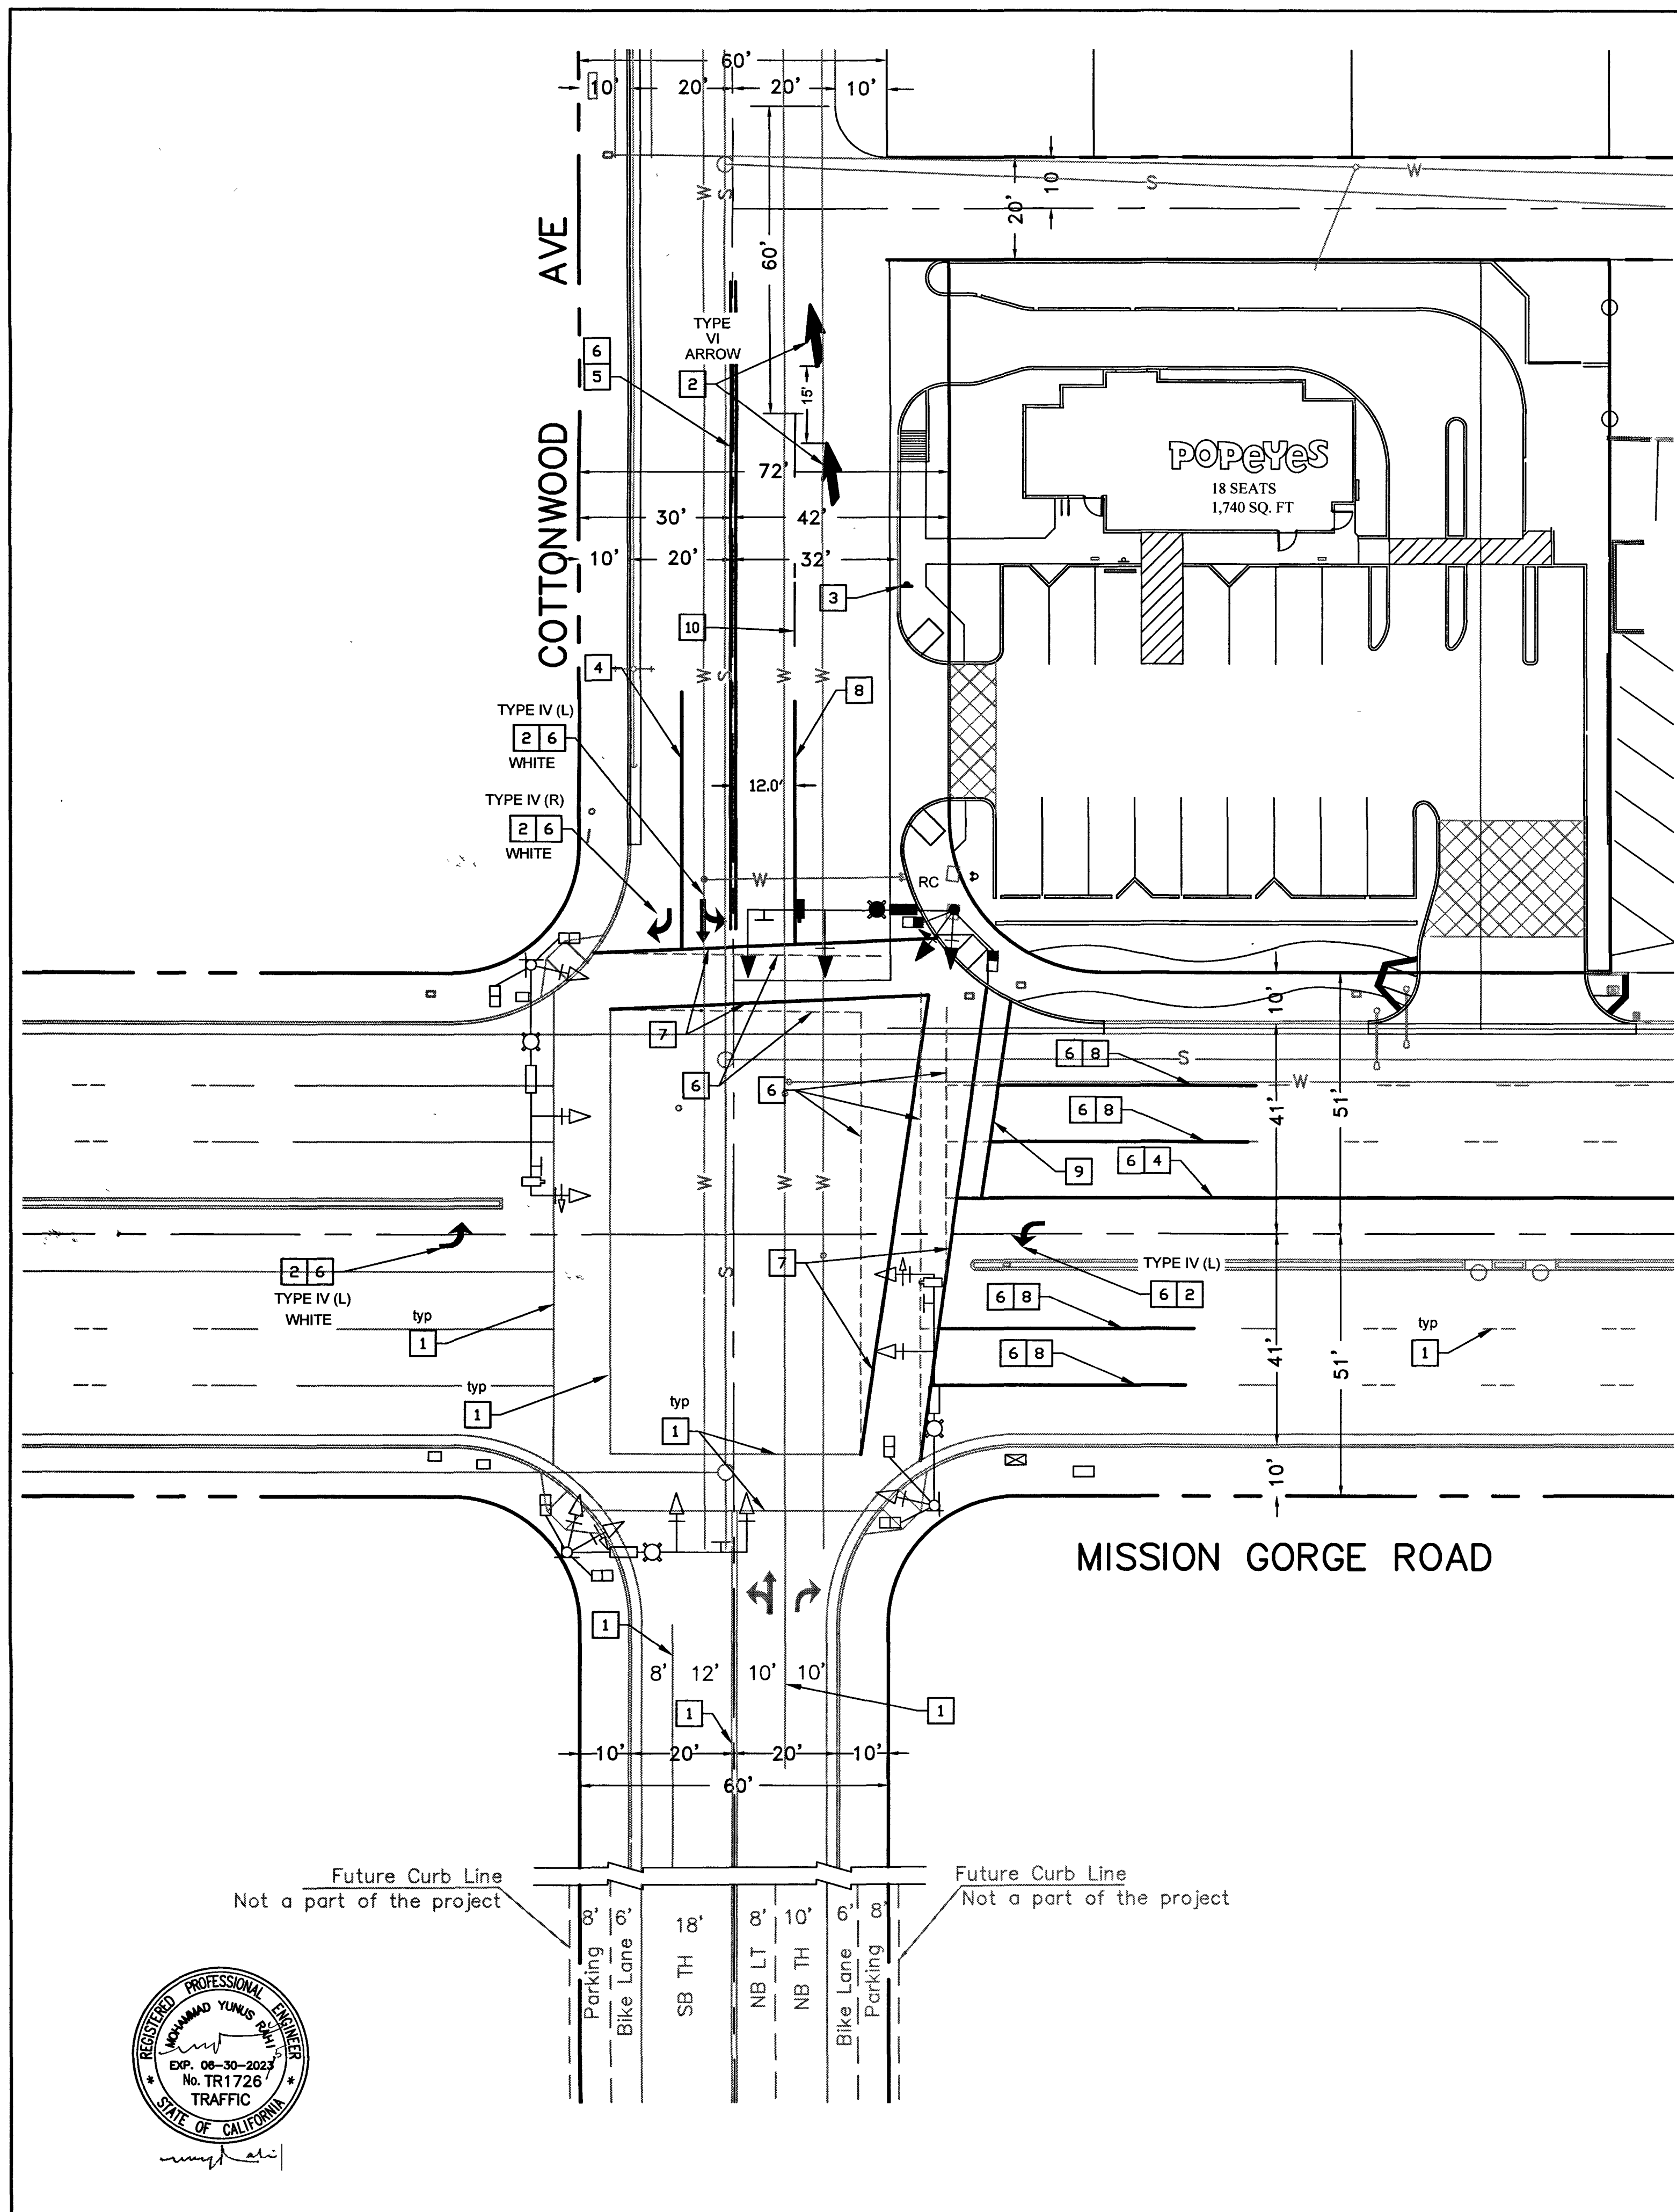 60'
10' 20' 20' 10'
W
S
W
S
10
20'
60'
COTTONWOOD AVE
TYPE
VI
ARROW
6
5
2
15'
POPEYES
18 SEATS
1,740 SQ. FT
72'
30' 42'
10' 20' 32'
3
10
4
W S W W
8
TYPE IV (L)
2 6
WHITE
12.0'
TYPE IV (R)
2 6
WHITE
W
RC
10'
7
6
6
6 8
S
W
6 8
41'
51'
6 4
9
W W W
7
S
2 6
TYPE IV (L)
WHITE
TYPE IV (L)
6 2
6 8
6 8
typ
1
typ
1
typ
1
typ
1
41'
51'
10'
MISSION GORGE ROAD
1
8' 12' 10' 10'
1
1
10' 20' 20' 10'
60'
Future Curb Line
Not a part of the project
Future Curb Line
Not a part of the project
8' 6' 18' 8' 10' 6' 8'
Parking
Bike Lane
SB TH
NB LT
NB TH
Bike Lane
Parking
REGISTERED PROFESSIONAL ENGINEER
MOHAMMAD YUNUS RAHI
EXP. 06-30-2023
No. TR1726
TRAFFIC
* STATE OF CALIFORNIA *